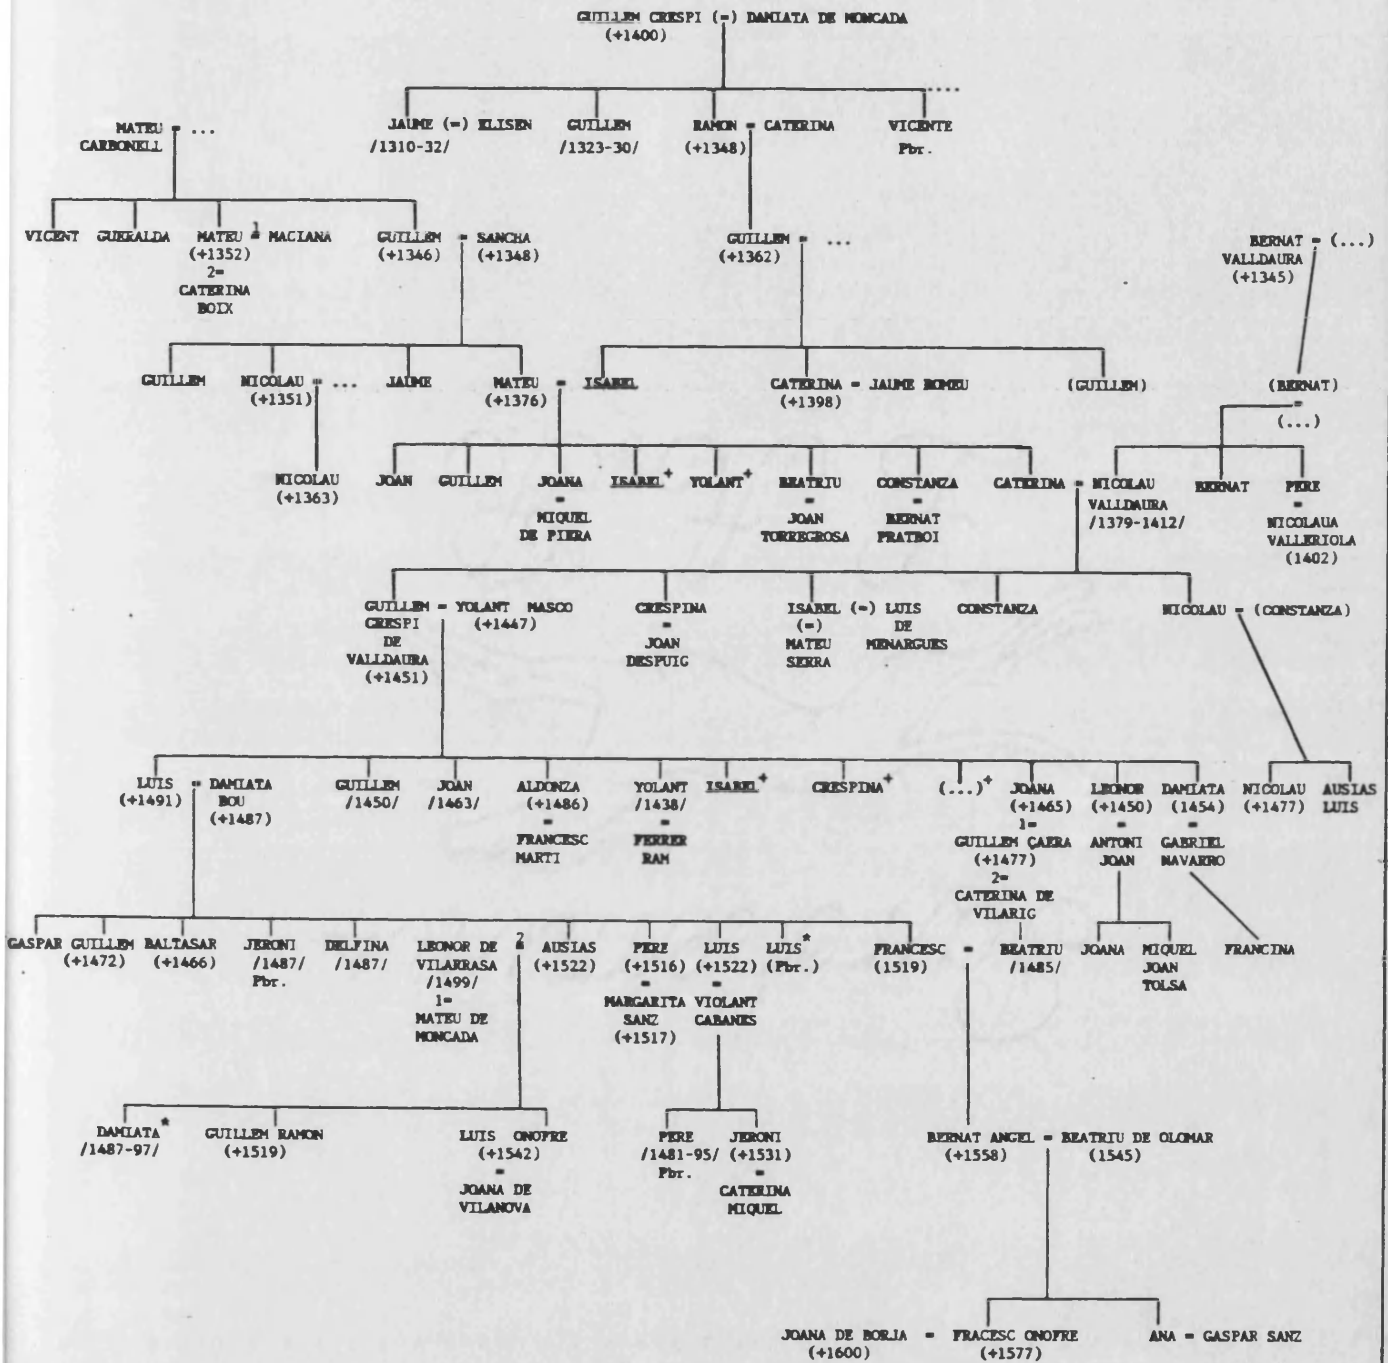 GUILLEM CRESPI (=) DAMIATA DE MONCADA
(+1400)
....
MATEU = ...
CARBONELL
JAUME (=) ELISEN
/1310-32/
GUILLEM
/1323-30/
RAMON = CATERINA
(+1348)
VICENTE
Pbr.
VICENT
GUERALDA
MATEU 1= MACIANA
(+1352)
2=
CATERINA
BOIX
GUILLEM = SANCHA
(+1346) (+1348)
GUILLEM = ...
(+1362)
BERNAT = (...)
VALLDAURA
(+1345)
GUILLEM
NICOLAU = ...
(+1351)
JAUME
MATEU = ISABEL
(+1376)
CATERINA = JAUME ROMEU
(+1398)
(GUILLEM)
(BERNAT)
=
(...)
NICOLAU
(+1363)
JOAN
GUILLEM
JOANA
=
MIQUEL
DE PIERA
ISABEL+
YOLANT+
BEATRIU
=
JOAN
TORREGROSA
CONSTANZA
=
BERNAT
PRATBOI
CATERINA = NICOLAU
VALLDAURA
/1379-1412/
BERNAT
PERE
=
NICOLAUA
VALLERIOLA
(1402)
GUILLEM = YOLANT MASCO
CRESPI (+1447)
DE
VALLDAURA
(+1451)
CRESPINA
=
JOAN
DESPUIG
ISABEL (=) LUIS
(=) DE
MATEU MENARGUES
SERRA
CONSTANZA
NICOLAU = (CONSTANZA)
LUIS = DAMIATA
(+1491) BOU
(+1487)
GUILLEM
/1450/
JOAN
/1463/
ALDONZA
(+1486)
=
FRANCESC
MARTI
YOLANT
/1438/
=
FERRER
RAM
ISABEL+
CRESPINA+
(...)+
JOANA
(+1465)
1=
GUILLEM ÇAERA
(+1477)
2=
CATERINA DE
VILARIG
LEONOR
(+1450)
=
ANTONI
JOAN
DAMIATA
(1454)
=
GABRIEL
NAVARRO
NICOLAU
(+1477)
AUSIAS
LUIS
GASPAR GUILLEM
(+1472)
BALTASAR
(+1466)
JERONI
/1487/
Pbr.
DELFINA
/1487/
LEONOR DE 2= AUSIAS
VILARRASA (+1522)
/1499/
1=
MATEU DE
MONCADA
PERE
(+1516)
=
MARGARITA
SANZ
(+1517)
LUIS
(+1522)
=
VIOLANT
CABANES
LUIS*
(Pbr.)
FRANCESC = BEATRIU
(1519) /1485/
JOANA
MIQUEL
JOAN
TOLSA
FRANCINA
DAMIATA*
/1487-97/
GUILLEM RAMON
(+1519)
LUIS ONOFRE
(+1542)
=
JOANA DE
VILANOVA
PERE
/1481-95/
Pbr.
JERONI
(+1531)
=
CATERINA
MIQUEL
BERNAT ANGEL = BEATRIU DE OLOMAR
(+1558) (1545)
JOANA DE BORJA = FRACESC ONOFRE
(+1600) (+1577)
ANA = GASPAR SANZ